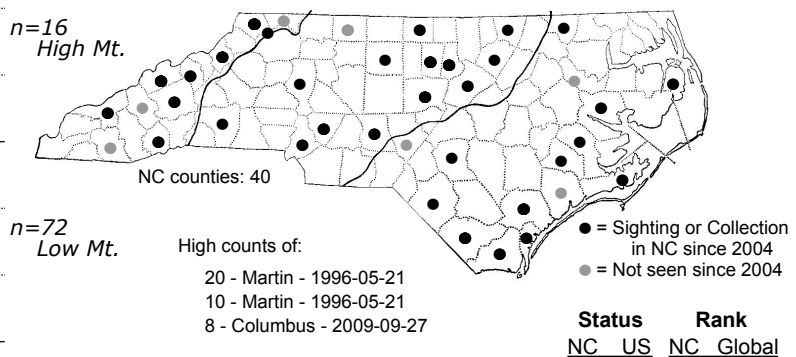 n=16
High Mt.
NC counties: 40
n=72
Low Mt.
High counts of:
20 - Martin - 1996-05-21
10 - Martin - 1996-05-21
8 - Columbus - 2009-09-27
● = Sighting or Collection
in NC since 2004
● = Not seen since 2004
Status Rank
NC US NC Global